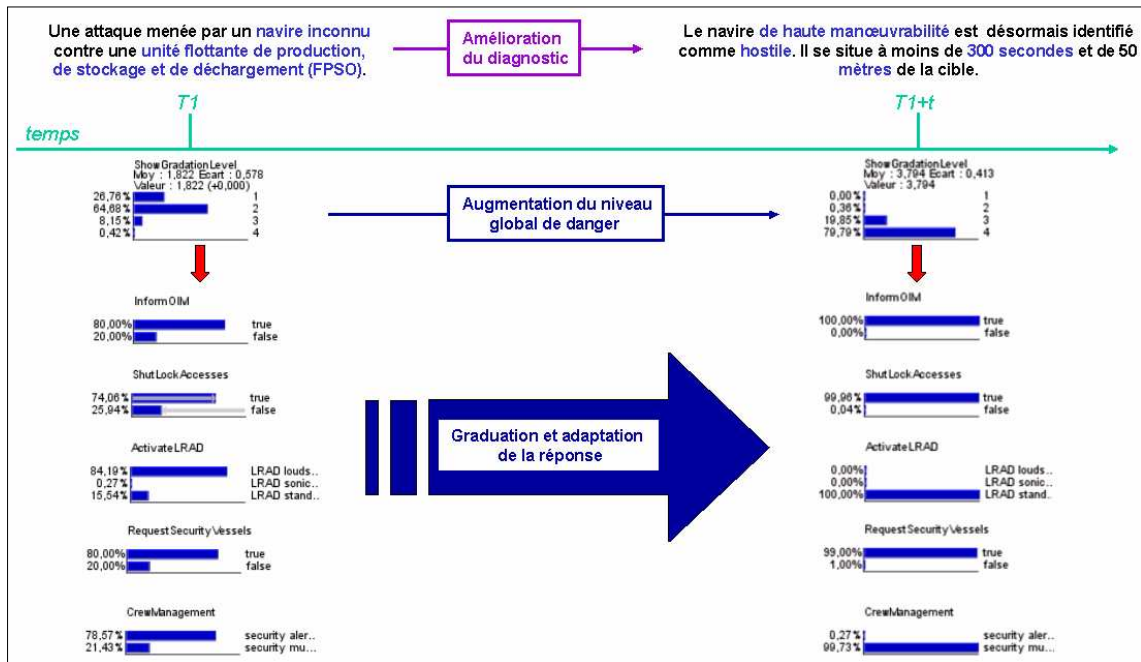 Une attaque menée par un navire inconnu
contre une unité flottante de production,
de stockage et de déchargement (FPSO).
Amélioration
du diagnostic
Le navire de haute manœuvrabilité est désormais identifié
comme hostile. Il se situe à moins de 300 secondes et de 50
mètres de la cible.
T1
T1+t
temps
ShowGradationLevel
Moy : 1,822 Ecart : 0,578
Valeur : 1,822 (+0,000)
26,76% 1
64,68% 2
8,15% 3
0,42% 4
Augmentation du niveau
global de danger
ShowGradationLevel
Moy : 3,794 Ecart : 0,413
Valeur : 3,794
0,00% 1
0,36% 2
19,85% 3
79,79% 4
InformOIM
80,00% true
20,00% false
ShutLockAccesses
74,06% true
25,94% false
ActivateLRAD
84,19% LRAD louds..
0,27% LRAD sonic..
15,54% LRAD stand..
RequestSecurityVessels
80,00% true
20,00% false
CrewManagement
78,57% security aler..
21,43% security mu...
Graduation et adaptation
de la réponse
InformOIM
100,00% true
0,00% false
ShutLockAccesses
99,96% true
0,04% false
ActivateLRAD
0,00% LRAD louds..
0,00% LRAD sonic..
100,00% LRAD stand..
RequestSecurityVessels
99,00% true
1,00% false
CrewManagement
0,27% security aler..
99,73% security mu...